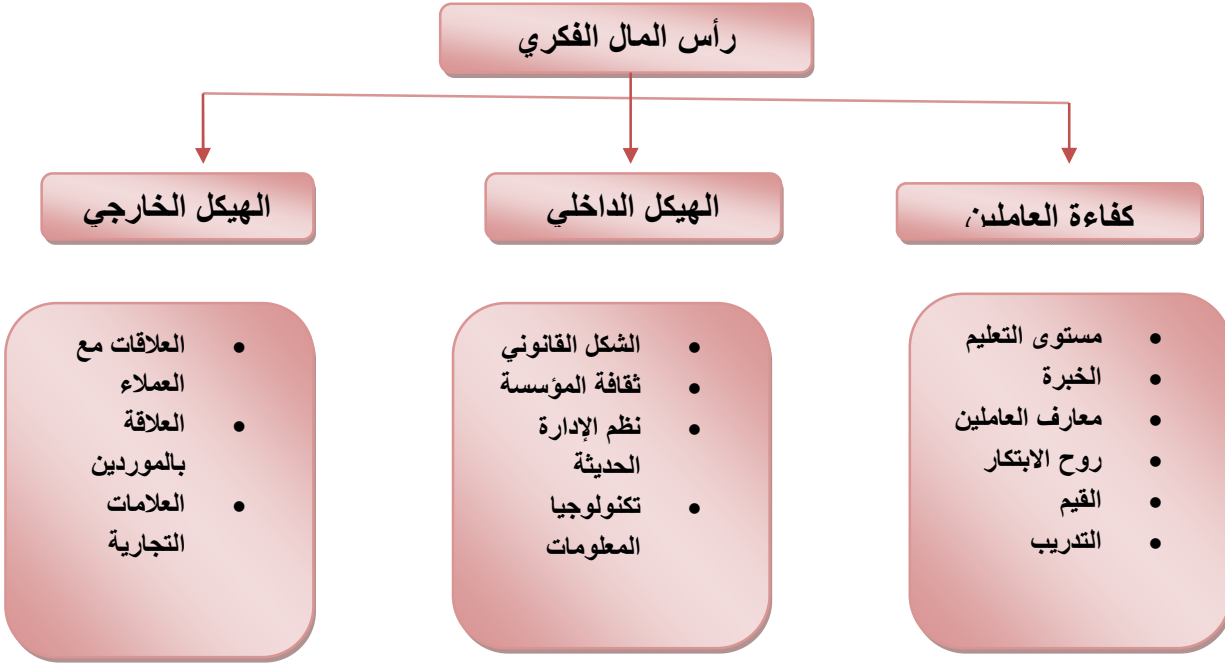 رأس المال الفكري
كفاءة العاملين
الهيكل الداخلي
الهيكل الخارجي
• مستوى التعليم
• الخبرة
• معارف العاملين
• روح الابتكار
• القيم
• التدريب
• الشكل القانوني
• ثقافة المؤسسة
• نظم الإدارة
الحديثة
• تكنولوجيا
المعلومات
• العلاقات مع
العملاء
• العلاقة
بالموردين
• العلامات
التجارية